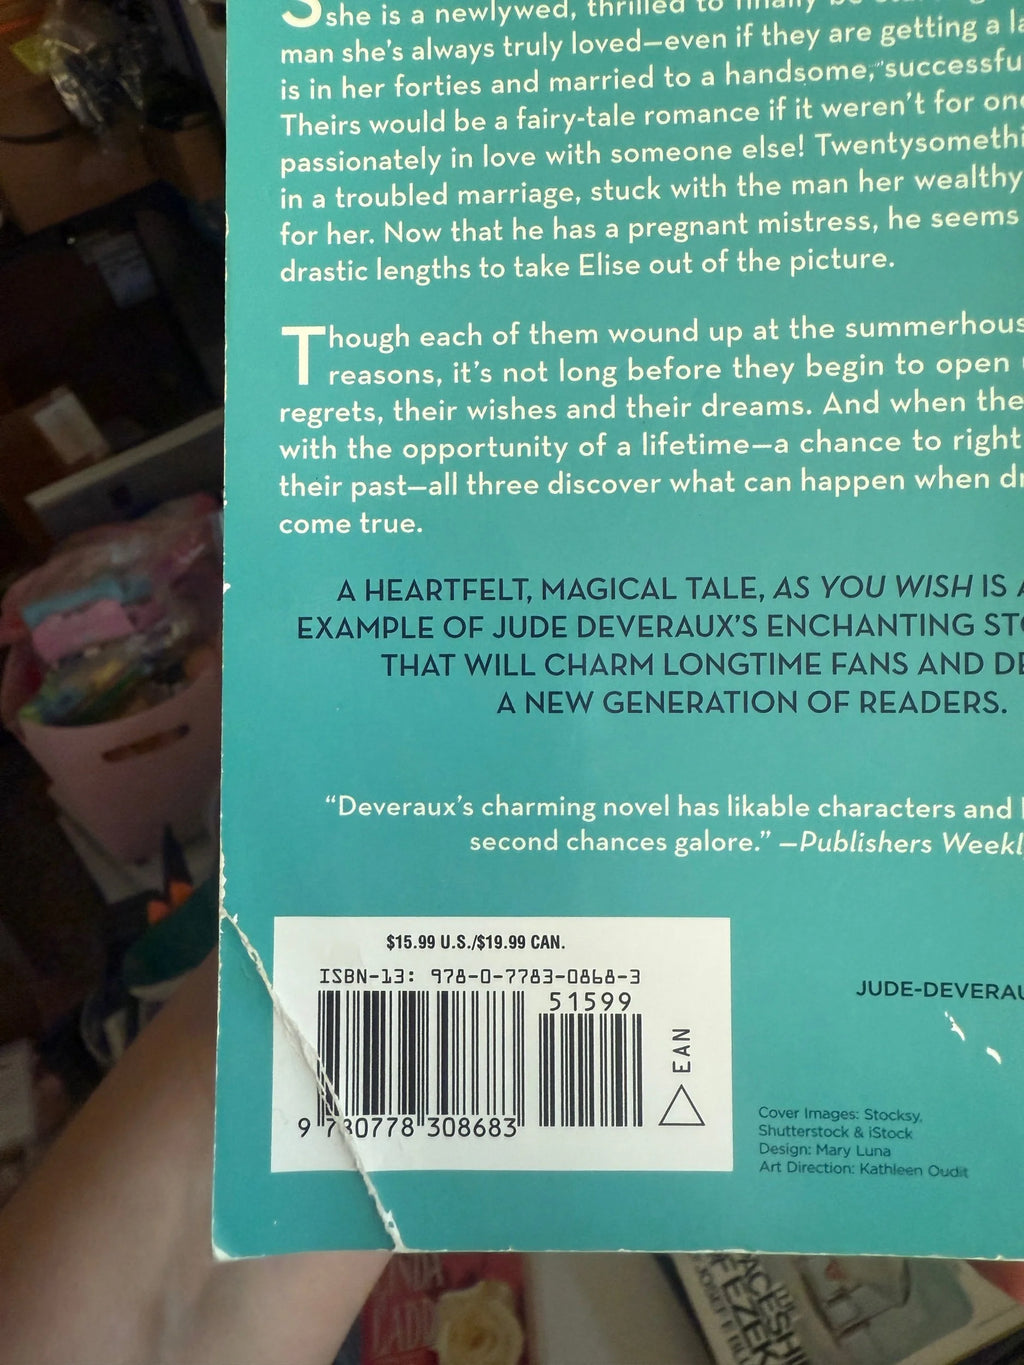 She is a newlywed, thrilled to finally be
man she's always truly loved—even if they are getting a
is in her forties and married to a handsome, successfu
Theirs would be a fairy-tale romance if it weren't for one
passionately in love with someone else! Twentysomethi
in a troubled marriage, stuck with the man her wealthy
for her. Now that he has a pregnant mistress, he seems
drastic lengths to take Elise out of the picture.
Though each of them wound up at the summerhous
reasons, it's not long before they begin to open
regrets, their wishes and their dreams. And when the
with the opportunity of a lifetime—a chance to right
their past—all three discover what can happen when dr
come true.
A HEARTFELT, MAGICAL TALE, AS YOU WISH IS A
EXAMPLE OF JUDE DEVERAUX'S ENCHANTING STO
THAT WILL CHARM LONGTIME FANS AND DE
A NEW GENERATION OF READERS.
"Deveraux's charming novel has likable characters and
second chances galore." —Publishers Weekl
$15.99 U.S./$19.99 CAN.
ISBN-13: 978-0-7783-0868-3
51599
EAN
9 780778 308683
JUDE-DEVERAU
Cover Images: Stocksy,
Shutterstock & iStock
Design: Mary Luna
Art Direction: Kathleen Oudit